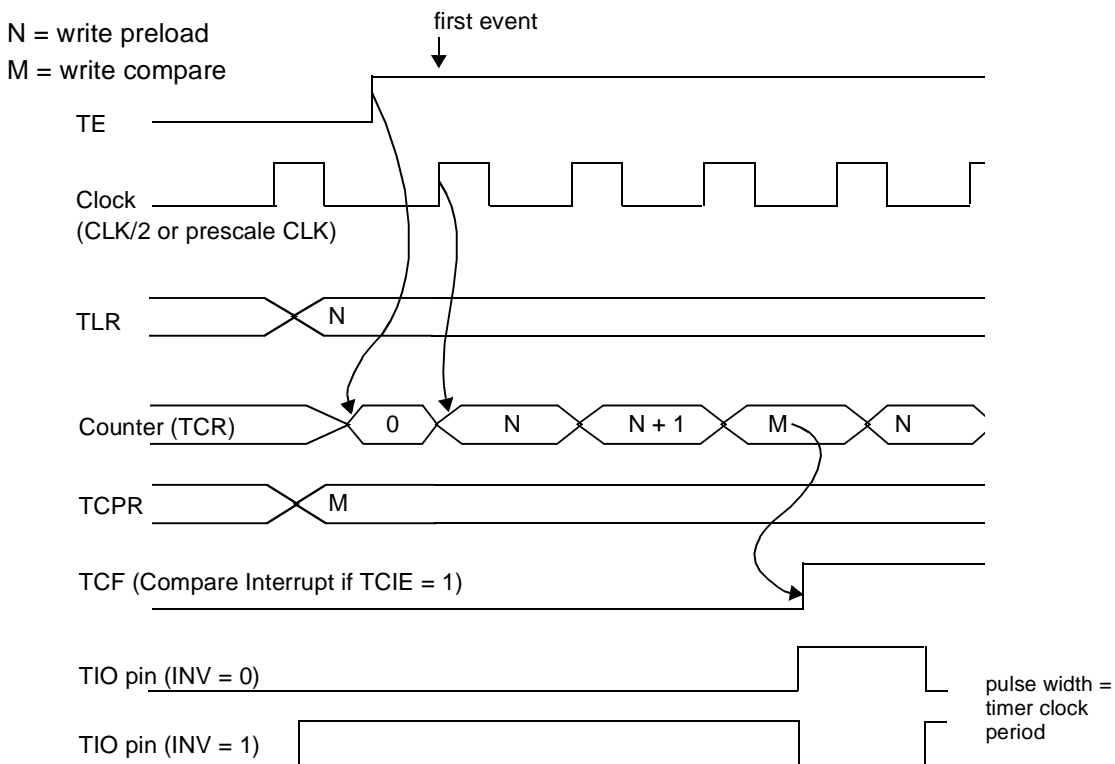 first event
N = write preload
M = write compare
TE
Clock
(CLK/2 or prescale CLK)
TLR
N
Counter (TCR)
0
N
N + 1
M
N
TCPR
M
TCF (Compare Interrupt if TCIE = 1)
TIO pin (INV = 0)
pulse width =
timer clock
period
TIO pin (INV = 1)